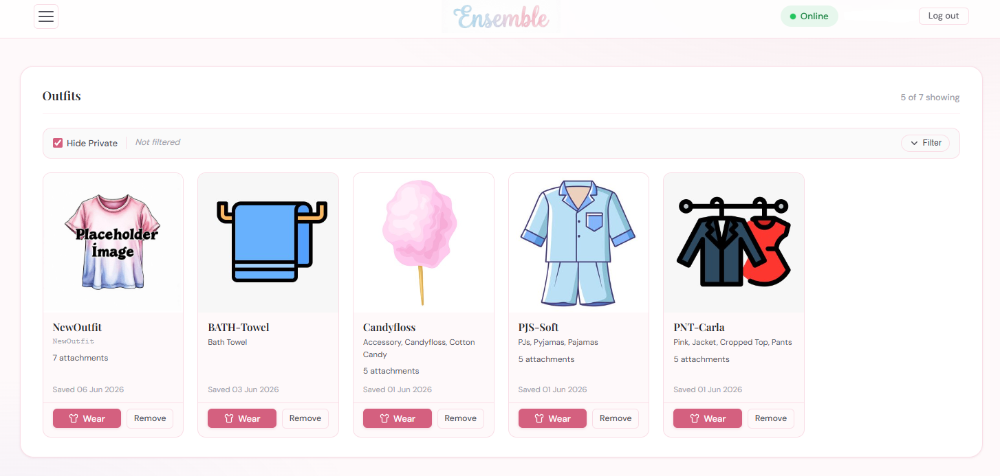 Ensemble
Online
Log out
Outfits
5 of 7 showing
Hide Private
Not filtered
Filter
Placeholder
image
NewOutfit
NewOutfit
7 attachments
Saved 06 Jun 2026
Wear
Remove
BATH-Towel
Bath Towel
Saved 03 Jun 2026
Wear
Remove
Candyfloss
Accessory, Candyfloss, Cotton
Candy
5 attachments
Saved 01 Jun 2026
Wear
Remove
PJS-Soft
PJs, Pyjamas, Pajamas
5 attachments
Saved 01 Jun 2026
Wear
Remove
PNT-Carla
Pink, Jacket, Cropped Top, Pants
5 attachments
Saved 01 Jun 2026
Wear
Remove